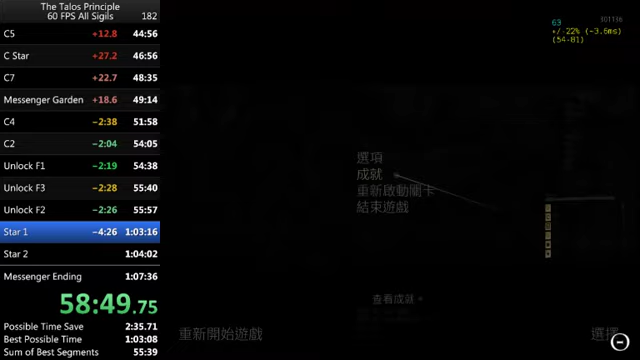 The Talos Principle
60 FPS All Sigils 182
C5 +12.8 44:56
C Star +27.2 46:56
C7 +22.7 48:35
Messenger Garden +18.6 49:14
C4 −2:38 51:58
C2 −2:04 54:05
Unlock F1 −2:19 54:38
Unlock F3 −2:28 55:40
Unlock F2 −2:26 55:57
Star 1 −4:26 1:03:16
Star 2 1:04:02
Messenger Ending 1:07:36
58:49.75
Possible Time Save 2:35.71
Best Possible Time 1:03:08
Sum of Best Segments 55:39
63 301136
+/-22% (-3.6ms)
(54-81)
選項
成就
重新啟動關卡
結束遊戲
查看成就。
重新開始遊戲 選擇